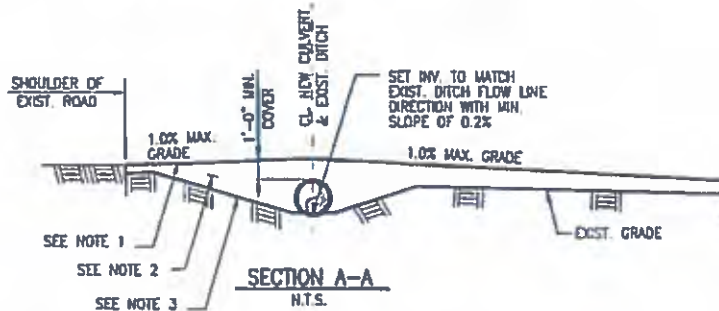 SHOULDER OF
EXIST. ROAD
1'-0" MIN.
COVER
CL NEW CULVERT
& EXIST. DITCH
SET INV. TO MATCH
EXIST. DITCH FLOW LINE
DIRECTION WITH MIN.
SLOPE OF 0.2%
1.0% MAX.
GRADE
1.0% MAX. GRADE
SEE NOTE 1
SEE NOTE 2
SEE NOTE 3
EXIST. GRADE
SECTION A-A
N.T.S.